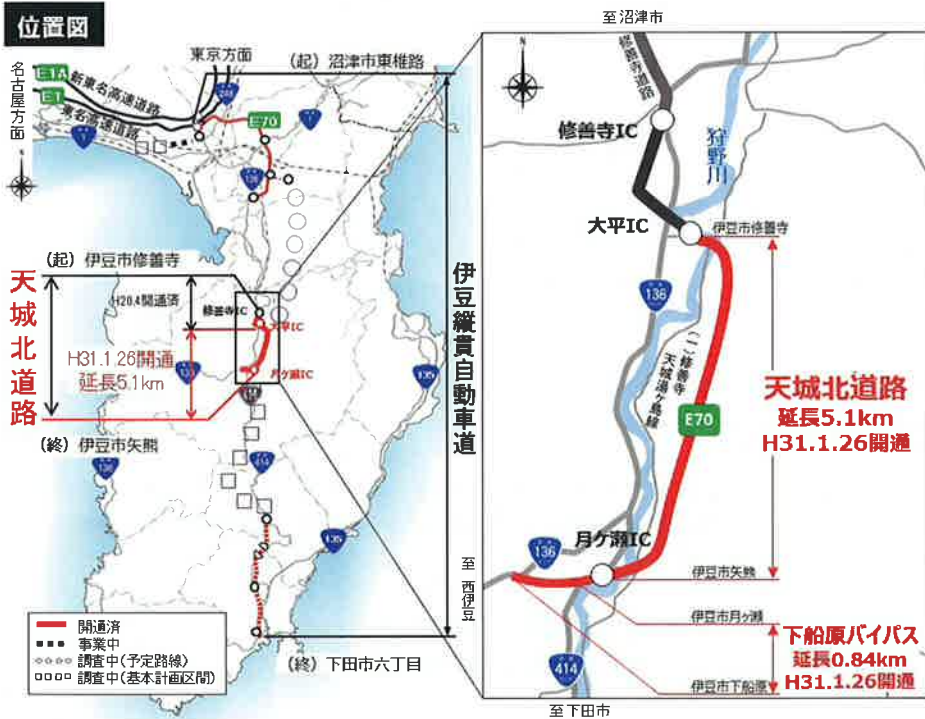 位置図
東京方面
(起) 沼津市東椎路
名古屋方面
E1A
新東名高速道路
E1
東名高速道路
246
E70
1
1
N
136
(起) 伊豆市修善寺
天城北道路
H20.4開通済
修善寺IC
大平IC
H31.1.26開通
延長5.1km
月ケ瀬IC
(終) 伊豆市矢熊
136
414
135
135
伊豆縦貫自動車道
(終) 下田市六丁目
開通済
事業中
調査中(予定路線)
調査中(基本計画区間)
至沼津市
N
修善寺道路
修善寺IC
狩野川
大平IC
伊豆市修善寺
136
(一)修善寺
天城湯ケ島線
E70
天城北道路
延長5.1km
H31.1.26開通
月ケ瀬IC
136
伊豆市矢熊
至 西伊豆
伊豆市月ヶ瀬
下船原バイパス
延長0.84km
H31.1.26開通
414
伊豆市下船原
至下田市